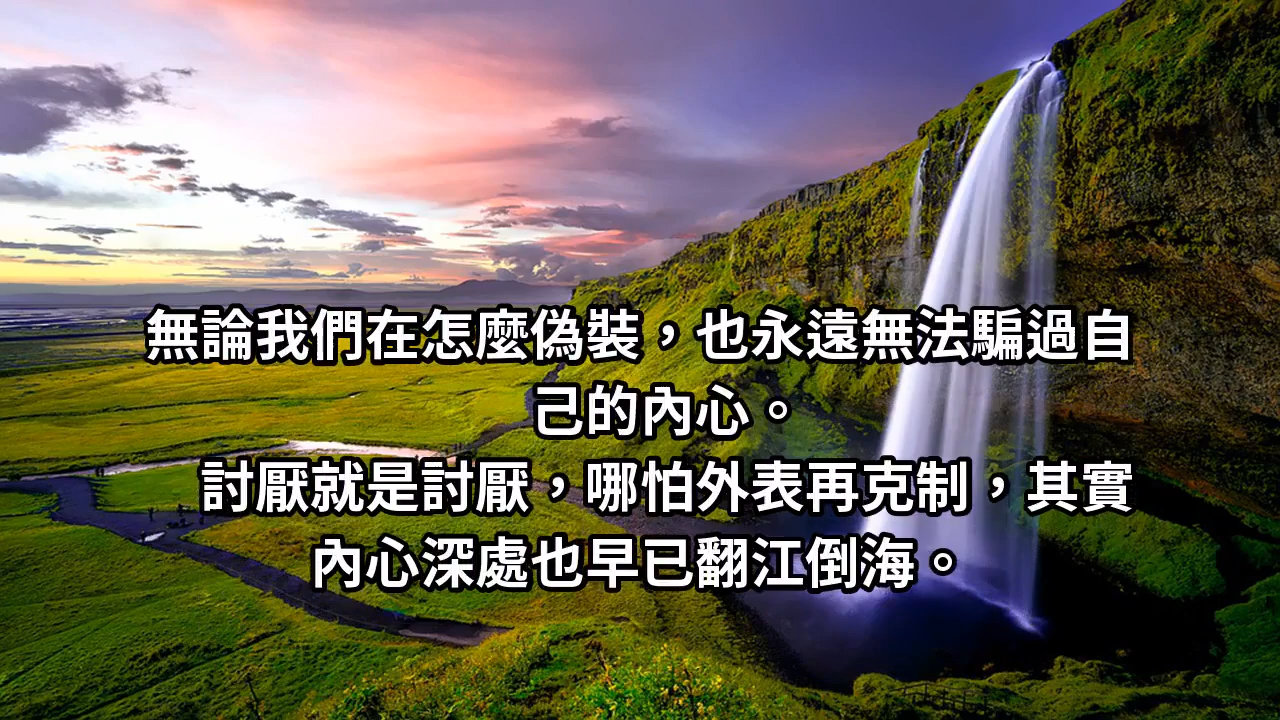 無論我們在怎麼偽裝，也永遠無法騙過自
己的內心。
討厭就是討厭，哪怕外表再克制，其實
內心深處也早已翻江倒海。